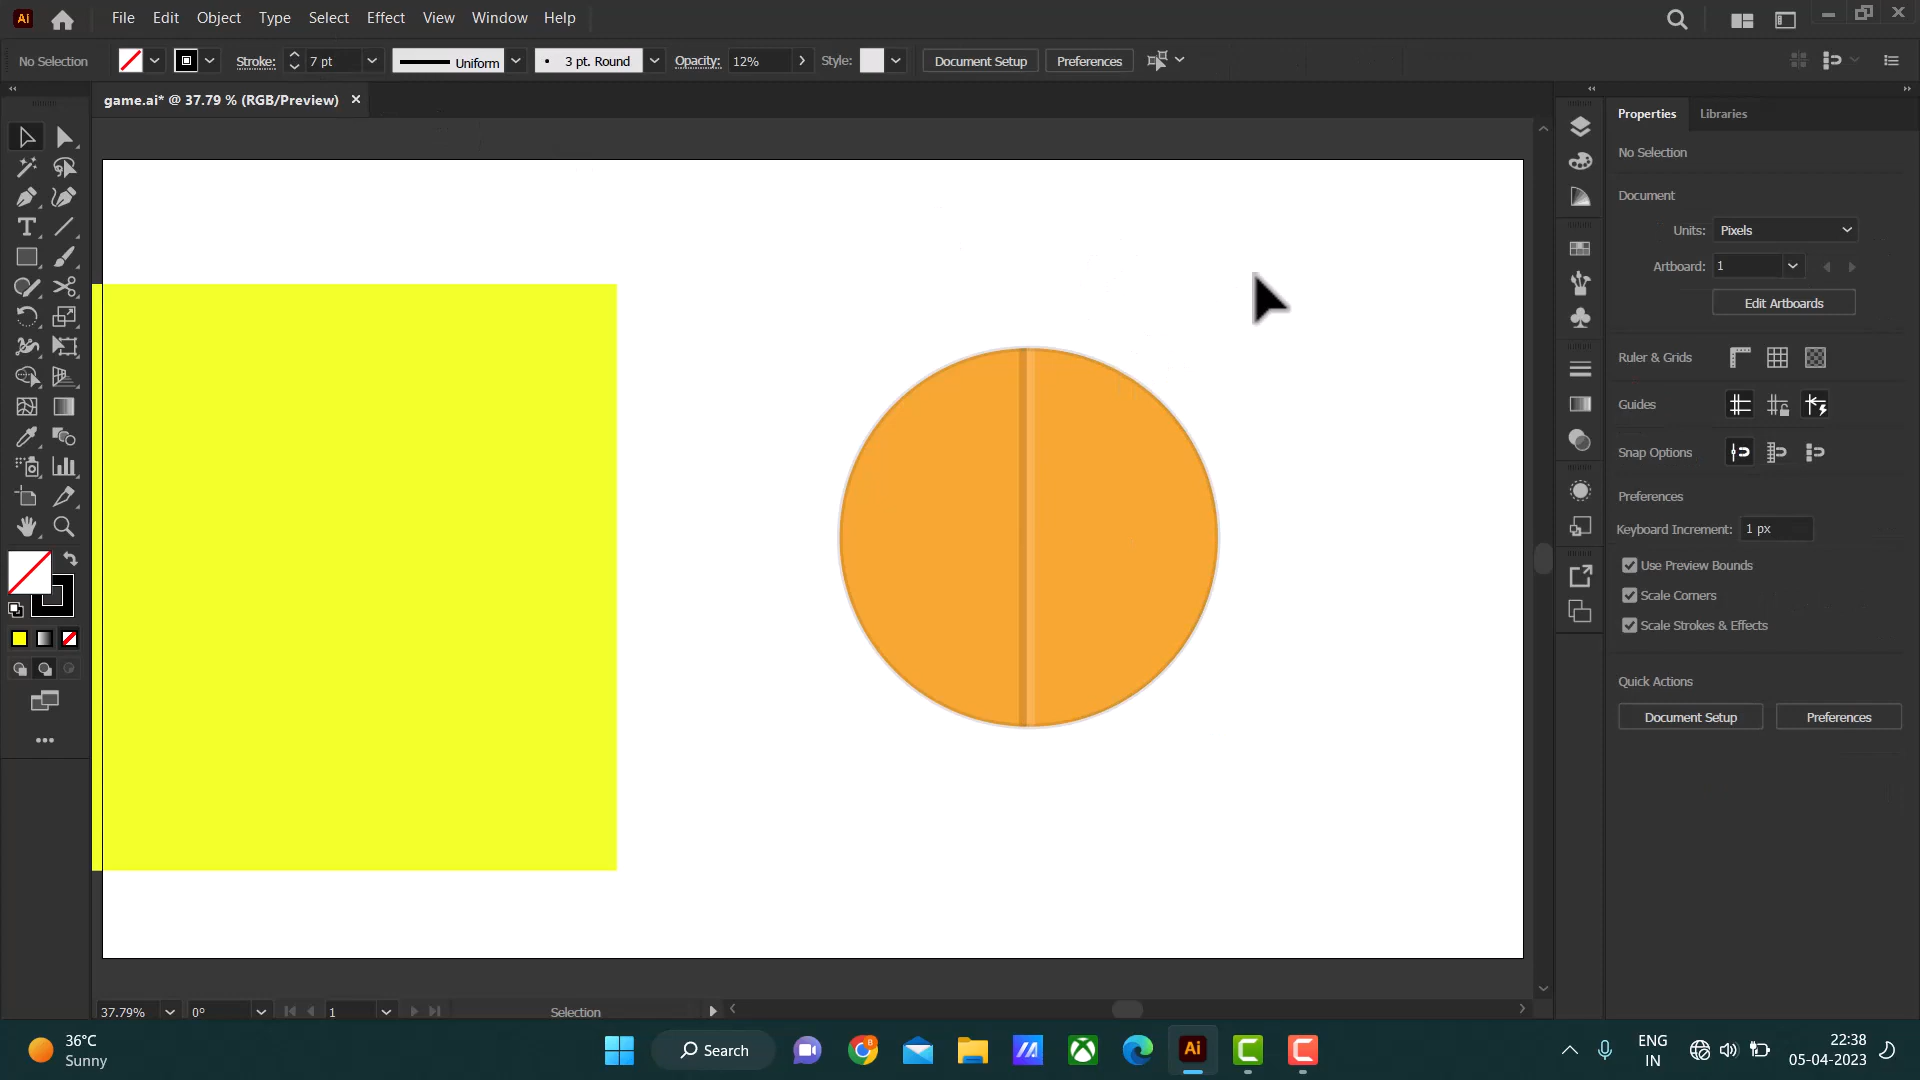 Ai File Edit Object Type Select Effect View Window Help
No Selection Stroke: 7 pt Uniform 3 pt. Round Opacity: 12% Style: Document Setup Preferences
game.ai* @ 37.79 % (RGB/Preview) ×
Properties Libraries
No Selection
Document
Units: Pixels
Artboard: 1
Edit Artboards
Ruler & Grids
Guides
Snap Options
Preferences
Keyboard Increment: 1 px
Use Preview Bounds
Scale Corners
Scale Strokes & Effects
Quick Actions
Document Setup Preferences
37.79% 0° 1 Selection
36°C
Sunny
Search
Ai
ENG
IN
22:38
05-04-2023